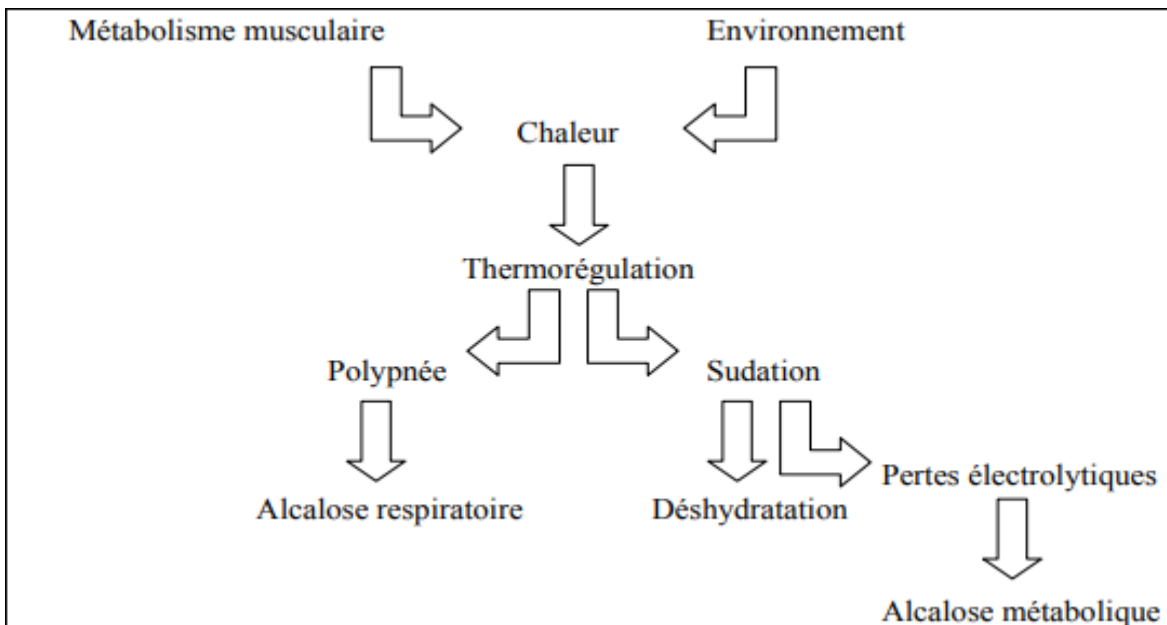 Métabolisme musculaire
Environnement
Chaleur
Thermorégulation
Polypnée
Sudation
Pertes électrolytiques
Alcalose respiratoire
Déshydratation
Alcalose métabolique